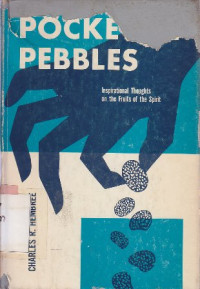 POCKE
PEBBLES
Inspirational Thoughts
on the Fruits of the Spirit
CHARLES R. HEMBREE